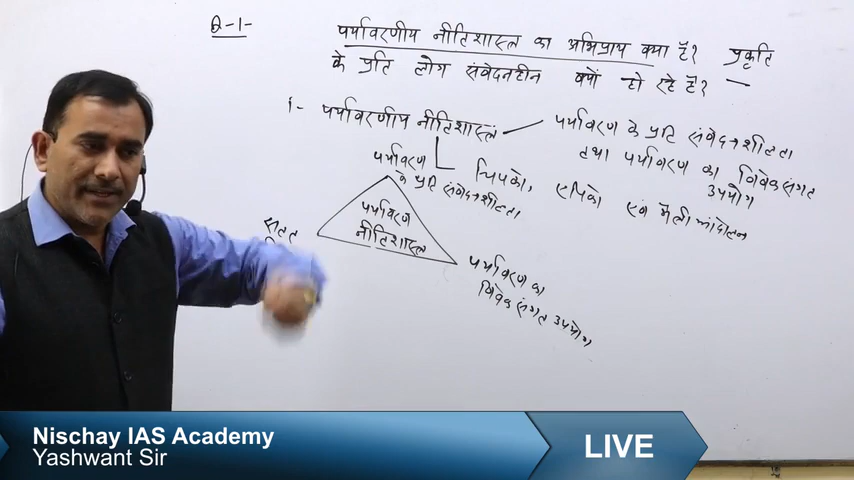 Q-1-
पर्यावरणीय नीतिशास्त्र का अभिप्राय क्या है? प्रकृति
के प्रति लोग संवेदनहीन क्यों हो रहे हैं? —
1- पर्यावरणीय नीतिशास्त्र
पर्यावरण के प्रति संवेदनशीलता
तथा पर्यावरण का विवेकसंगत
उपयोग
चिपको, एपिको एवं मैती आंदोलन
पर्यावरण
के प्रति संवेदनशीलता
पर्यावरण
नीतिशास्त्र
सतत
पर्यावरण का
विवेकसंगत उपयोग
Nischay IAS Academy
Yashwant Sir
LIVE